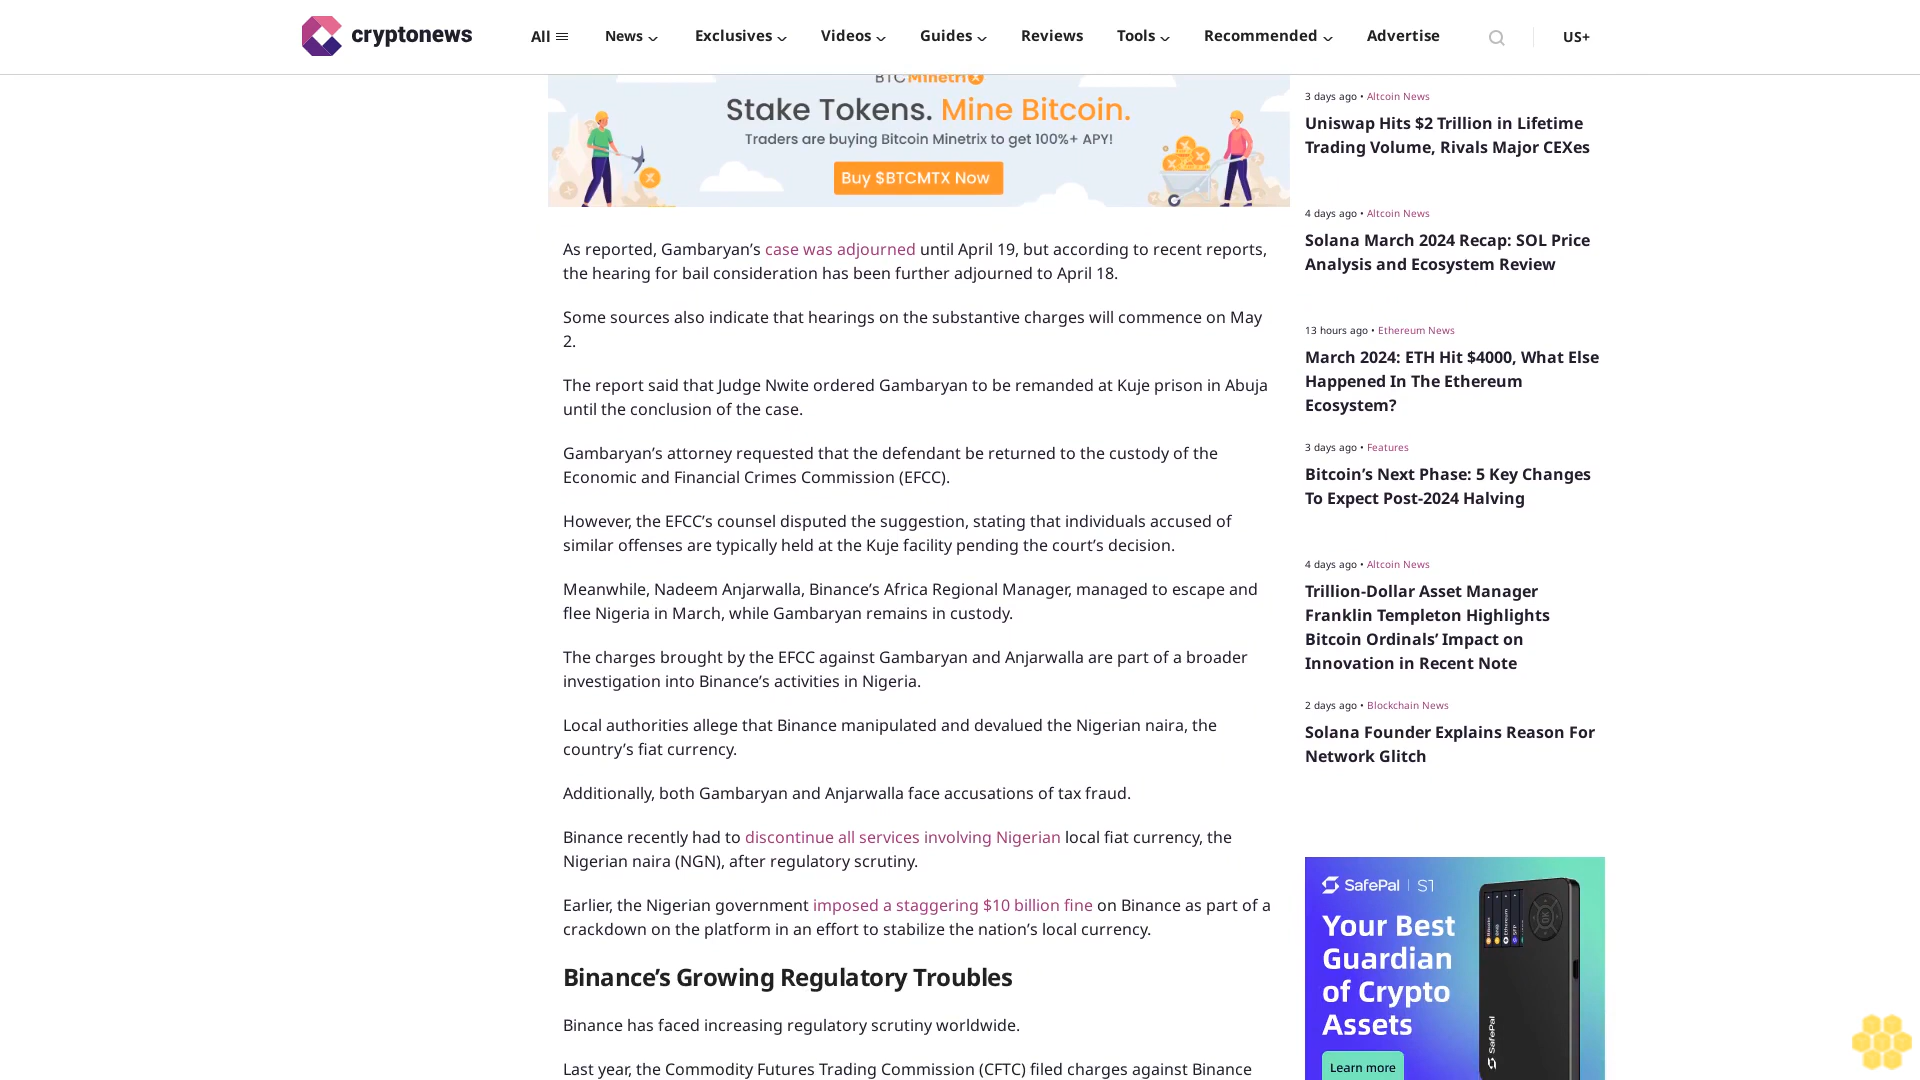 cryptonews
All
News
Exclusives
Videos
Guides
Reviews
Tools
Recommended
Advertise
US+
BTC Minetrix
Stake Tokens. Mine Bitcoin.
Traders are buying Bitcoin Minetrix to get 100%+ APY!
Buy $BTCMTX Now
As reported, Gambaryan’s case was adjourned until April 19, but according to recent reports,
the hearing for bail consideration has been further adjourned to April 18.
Some sources also indicate that hearings on the substantive charges will commence on May
2.
The report said that Judge Nwite ordered Gambaryan to be remanded at Kuje prison in Abuja
until the conclusion of the case.
Gambaryan’s attorney requested that the defendant be returned to the custody of the
Economic and Financial Crimes Commission (EFCC).
However, the EFCC’s counsel disputed the suggestion, stating that individuals accused of
similar offenses are typically held at the Kuje facility pending the court’s decision.
Meanwhile, Nadeem Anjarwalla, Binance’s Africa Regional Manager, managed to escape and
flee Nigeria in March, while Gambaryan remains in custody.
The charges brought by the EFCC against Gambaryan and Anjarwalla are part of a broader
investigation into Binance’s activities in Nigeria.
Local authorities allege that Binance manipulated and devalued the Nigerian naira, the
country’s fiat currency.
Additionally, both Gambaryan and Anjarwalla face accusations of tax fraud.
Binance recently had to discontinue all services involving Nigerian local fiat currency, the
Nigerian naira (NGN), after regulatory scrutiny.
Earlier, the Nigerian government imposed a staggering $10 billion fine on Binance as part of a
crackdown on the platform in an effort to stabilize the nation’s local currency.
Binance’s Growing Regulatory Troubles
Binance has faced increasing regulatory scrutiny worldwide.
Last year, the Commodity Futures Trading Commission (CFTC) filed charges against Binance
3 days ago • Altcoin News
Uniswap Hits $2 Trillion in Lifetime
Trading Volume, Rivals Major CEXes
4 days ago • Altcoin News
Solana March 2024 Recap: SOL Price
Analysis and Ecosystem Review
13 hours ago • Ethereum News
March 2024: ETH Hit $4000, What Else
Happened In The Ethereum
Ecosystem?
3 days ago • Features
Bitcoin’s Next Phase: 5 Key Changes
To Expect Post-2024 Halving
4 days ago • Altcoin News
Trillion-Dollar Asset Manager
Franklin Templeton Highlights
Bitcoin Ordinals’ Impact on
Innovation in Recent Note
2 days ago • Blockchain News
Solana Founder Explains Reason For
Network Glitch
SafePal | S1
Your Best
Guardian
of Crypto
Assets
Learn more
Bitcoin
BNB
Ethereum
SFP
OK
SafePal